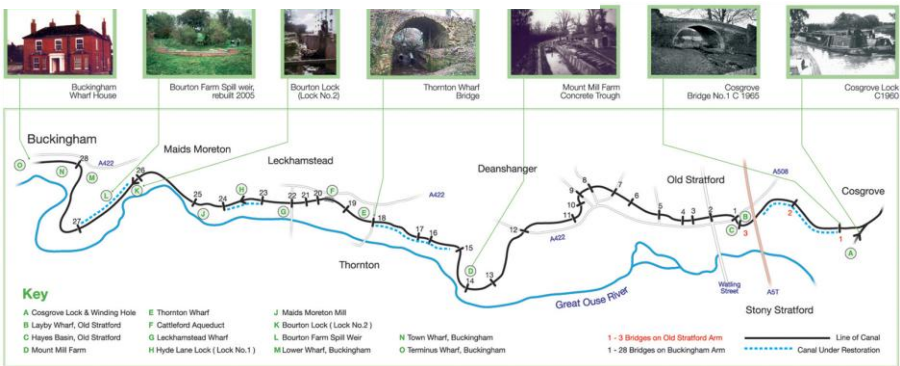 Buckingham
Wharf House
Bourton Farm Spill weir,
rebuilt 2005
Bourton Lock
(Lock No.2)
Thornton Wharf
Bridge
Mount Mill Farm
Concrete Trough
Cosgrove
Bridge No.1 C 1965
Cosgrove Lock
C1960
Buckingham
Maids Moreton
Leckhamstead
Deanshanger
Old Stratford
Cosgrove
Thornton
Stony Stratford
Great Ouse River
Watling
Street
A5T
A508
A422
A422
A422
O
N
M
L
K
J
H
G
F
E
D
C
B
A
28
27
26
25
24
23
22
21
20
19
18
17
16
15
14
13
12
11
10
9
8
7
6
5
4
3
2
1
3
2
1
Key
A Cosgrove Lock & Winding Hole
B Layby Wharf, Old Stratford
C Hayes Basin, Old Stratford
D Mount Mill Farm
E Thornton Wharf
F Cattleford Aqueduct
G Leckhamstead Wharf
H Hyde Lane Lock ( Lock No.1 )
J Maids Moreton Mill
K Bourton Lock ( Lock No.2 )
L Bourton Farm Spill Weir
M Lower Wharf, Buckingham
N Town Wharf, Buckingham
O Terminus Wharf, Buckingham
1 - 3 Bridges on Old Stratford Arm
1 - 28 Bridges on Buckingham Arm
Line of Canal
Canal Under Restoration